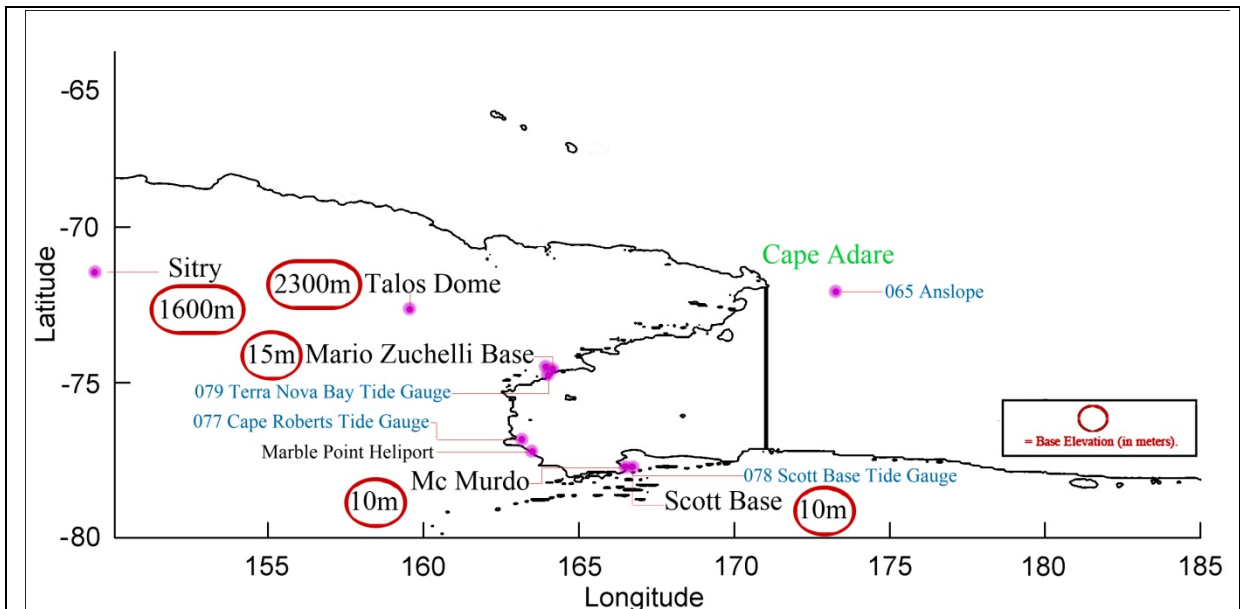 -65
-70
-75
-80
Latitude
Cape Adare
Sitry
1600m
2300m Talos Dome
065 Anslope
15m Mario Zuchelli Base
079 Terra Nova Bay Tide Gauge
077 Cape Roberts Tide Gauge
Marble Point Heliport
= Base Elevation (in meters).
Mc Murdo
078 Scott Base Tide Gauge
10m
Scott Base 10m
155 160 165 170 175 180 185
Longitude